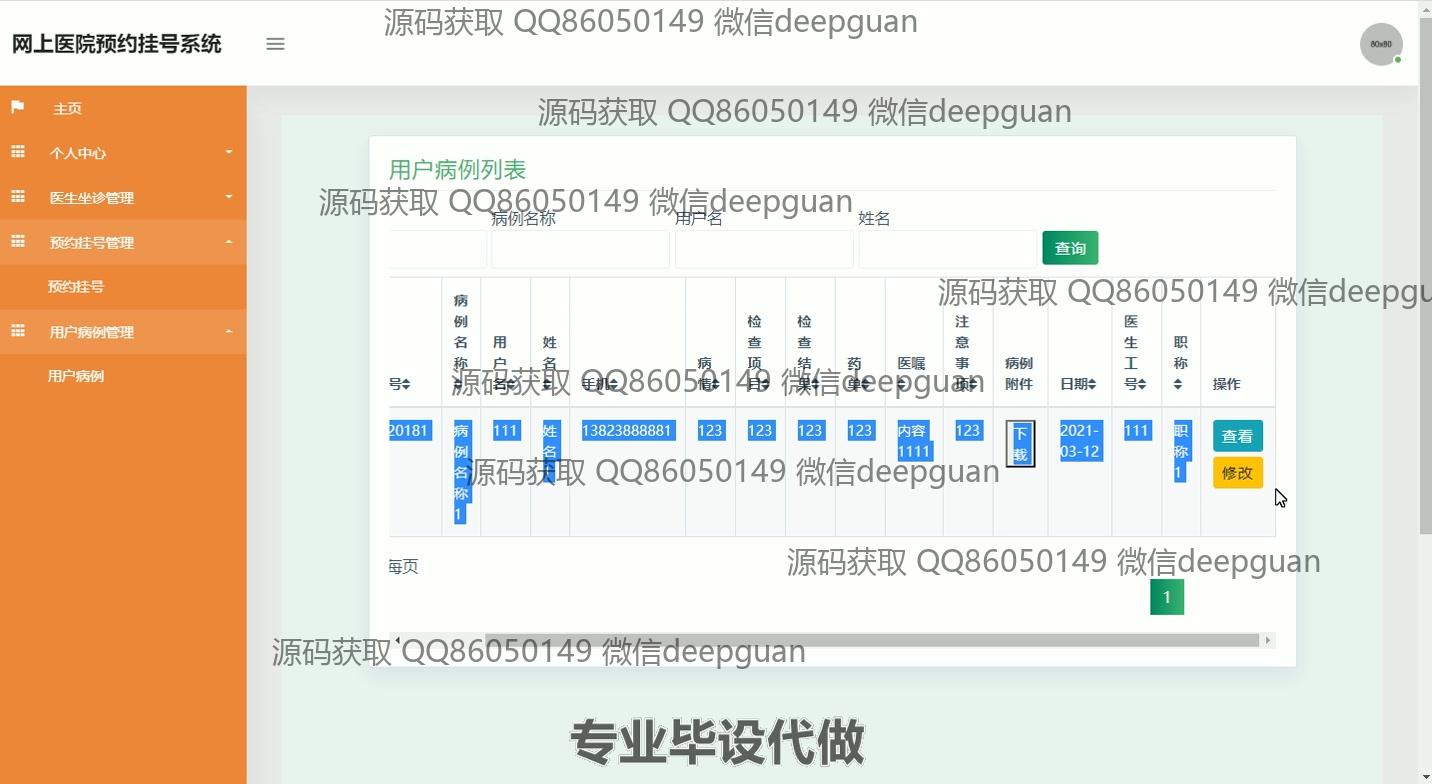 源码获取 QQ86050149 微信deepguan
网上医院预约挂号系统
80x80
源码获取 QQ86050149 微信deepguan
主页
个人中心
医生坐诊管理
预约挂号管理
预约挂号
用户病例管理
用户病例
用户病例列表
源码获取 QQ86050149 微信deepguan
病例名称 用户名 姓名
查询
源码获取 QQ86050149 微信deepgu
号 病例名称 用户名 姓名 手机 病情 检查项目 检查结果 药单 医嘱 注意事项 病例附件 日期 医生工号 职称 操作
源码获取 QQ86050149 微信deepguan
20181 病例名称1 111 姓名1 13823888881 123 123 123 123 内容1111 123 下载 2021-03-12 111 职称1 查看
修改
源码获取 QQ86050149 微信deepguan
每页
源码获取 QQ86050149 微信deepguan
1
源码获取 QQ86050149 微信deepguan
专业毕设代做